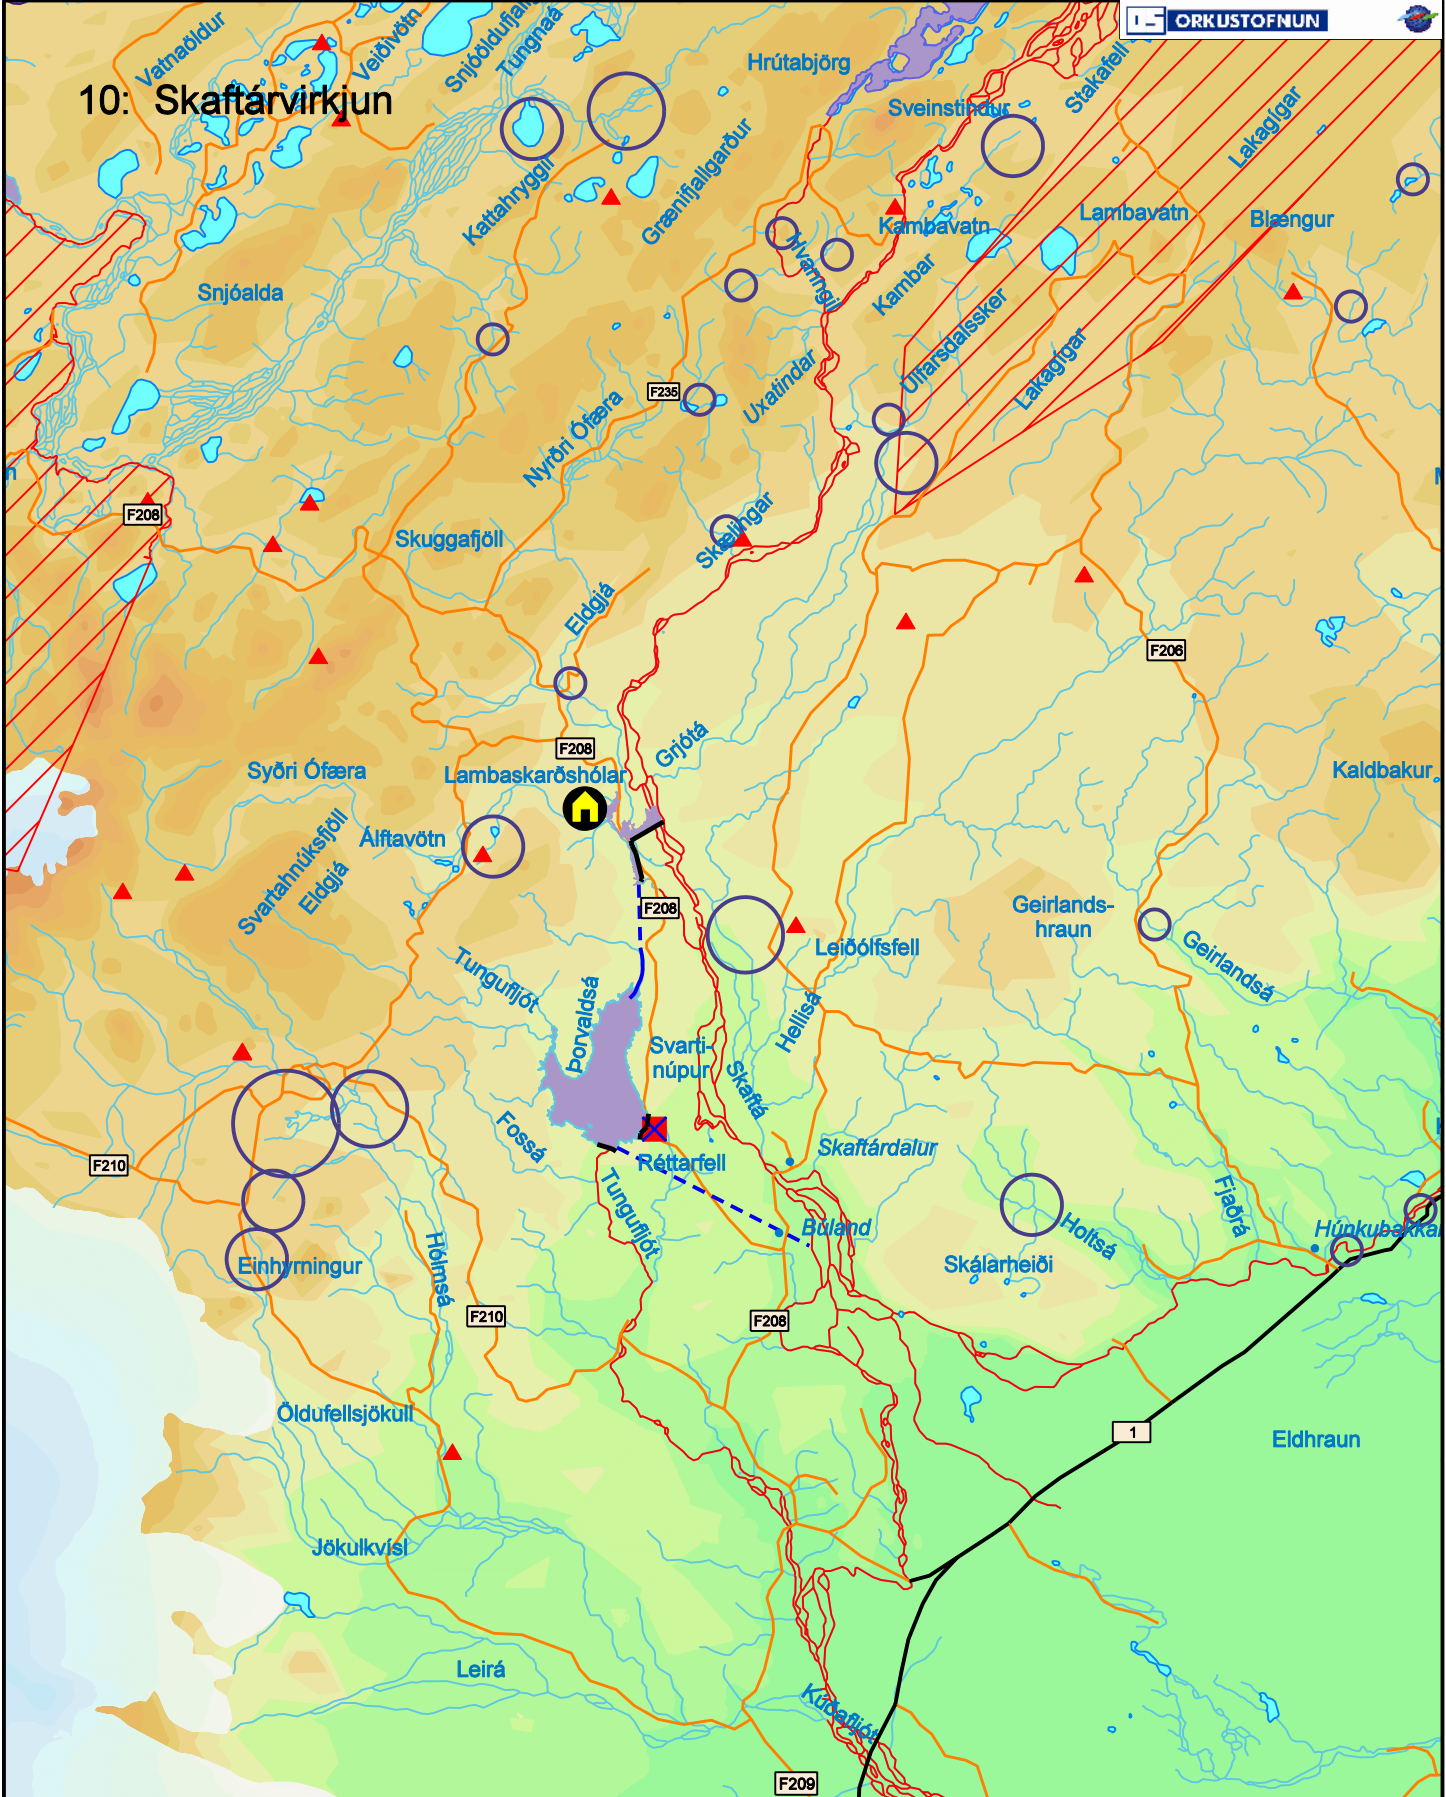 ORKUSTOFNUN
10: Skaftárvirkjun
Vatnaöldur
Veiðivötn
Tungnaá
Hrútabjörg
Sveinstindur
Stakafell
Lakagígar
Kattahryggir
Grænifjallgarður
Kambavatn
Lambavatn
Blængur
Snjóalda
Hvanngil
Kambar
Úlfarsdalssker
Lakagígar
F235
Uxatindar
Nyrðri Ófæra
F208
Skuggafjöll
Skælingar
Eldgjá
F206
Grjótá
F208
Syðri Ófæra
Lambaskarðshólar
Kaldbakur
Álftavötn
Svartahnúksfjöll
Eldgjá
F208
Geirlands-
hraun
Leiðólfsfell
Geirlandsá
Tungufljót
Þorvaldsá
Hellisá
Svarti-
núpur
Skaftá
Fossá
F210
Réttarfell
Skaftárdalur
Tungufljót
Búland
Holtsá
Fjaðrá
Húnkubakkar
Hólmsá
Einhyrningur
Skálarheiði
F210
F208
Öldufellsjökull
1
Eldhraun
Jökulkvísl
Leirá
Kúðafljót
F209